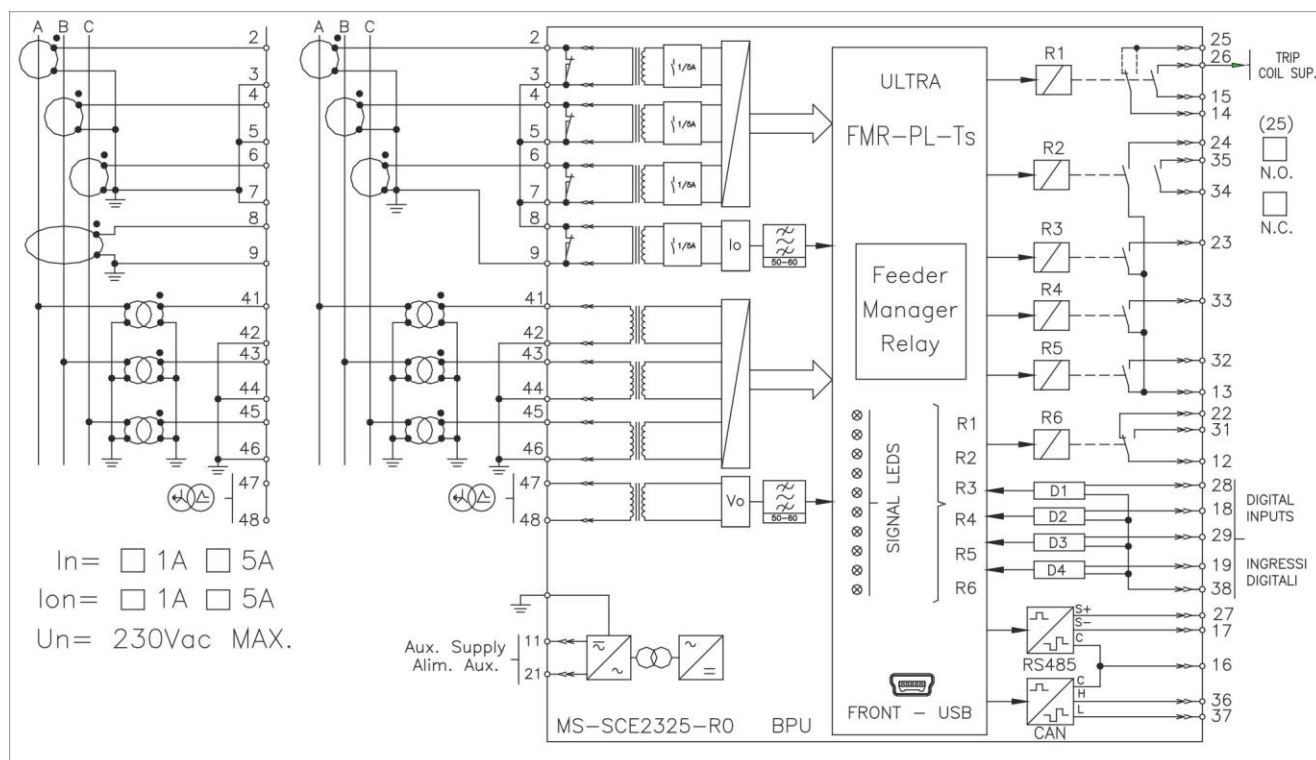 A B C
2
3
4
5
6
7
8
9
41
42
43
44
45
46
47
48
In= 1A 5A
Ion= 1A 5A
Un= 230Vac MAX.
A B C
2
3
4
5
6
7
8
9
41
42
43
44
45
46
47
48
Aux. Supply
Alim. Aux.
11
21
1/5A
1/5A
1/5A
1/5A
Io
50-60
Vo
50-60
MS-SCE2325-R0 BPU
ULTRA
FMR-PL-Ts
Feeder
Manager
Relay
SIGNAL LEDS
R1
R2
R3
R4
R5
R6
FRONT - USB
R1
R2
R3
R4
R5
R6
D1
D2
D3
D4
S+
S-
C
RS485
C
H
L
CAN
25
26
15
14
24
35
34
23
33
32
13
22
31
12
28
18
29
19
38
27
17
16
36
37
TRIP
COIL SUP.
(25)
N.O.
N.C.
DIGITAL
INPUTS
INGRESSI
DIGITALI